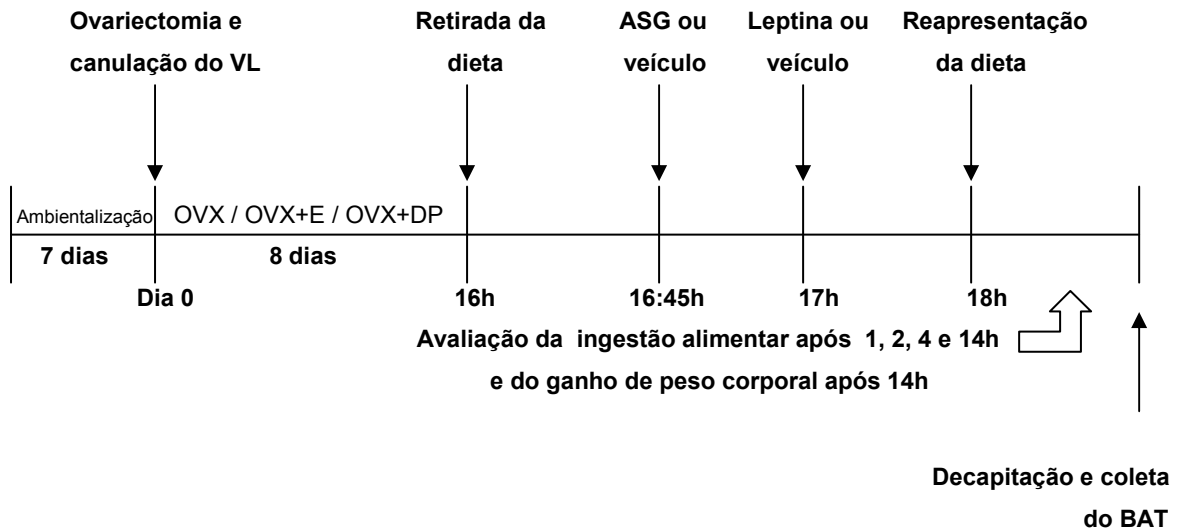 Ovariectomia e
canulação do VL
Retirada da
dieta
ASG ou
veículo
Leptina ou
veículo
Reapresentação
da dieta
Ambientalização
OVX / OVX+E / OVX+DP
7 dias
8 dias
Dia 0
16h
16:45h
17h
18h
Avaliação da ingestão alimentar após 1, 2, 4 e 14h
e do ganho de peso corporal após 14h
Decapitação e coleta
do BAT